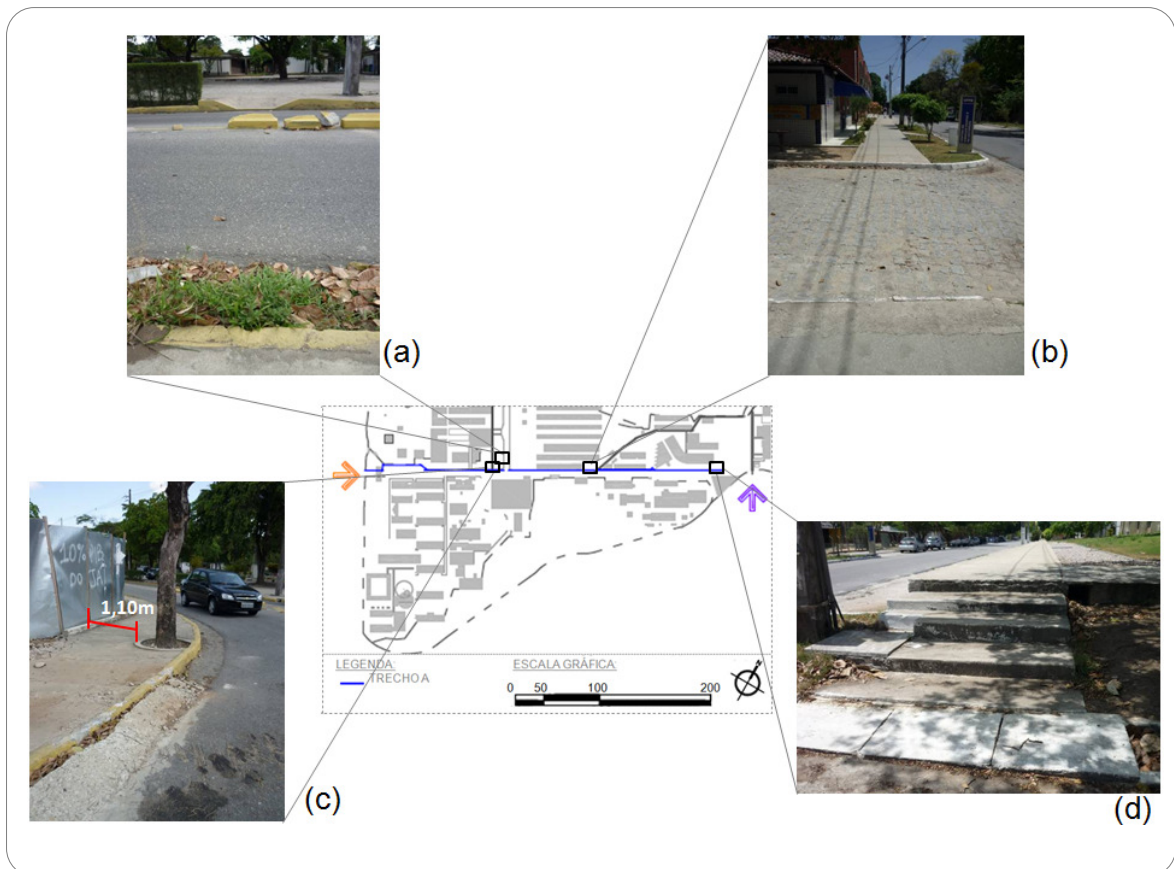 (a)
(b)
10%
DO JÁ!
1,10m
(c)
(d)
LEGENDA:
TRECHO A
ESCALA GRÁFICA:
0 50 100 200
N